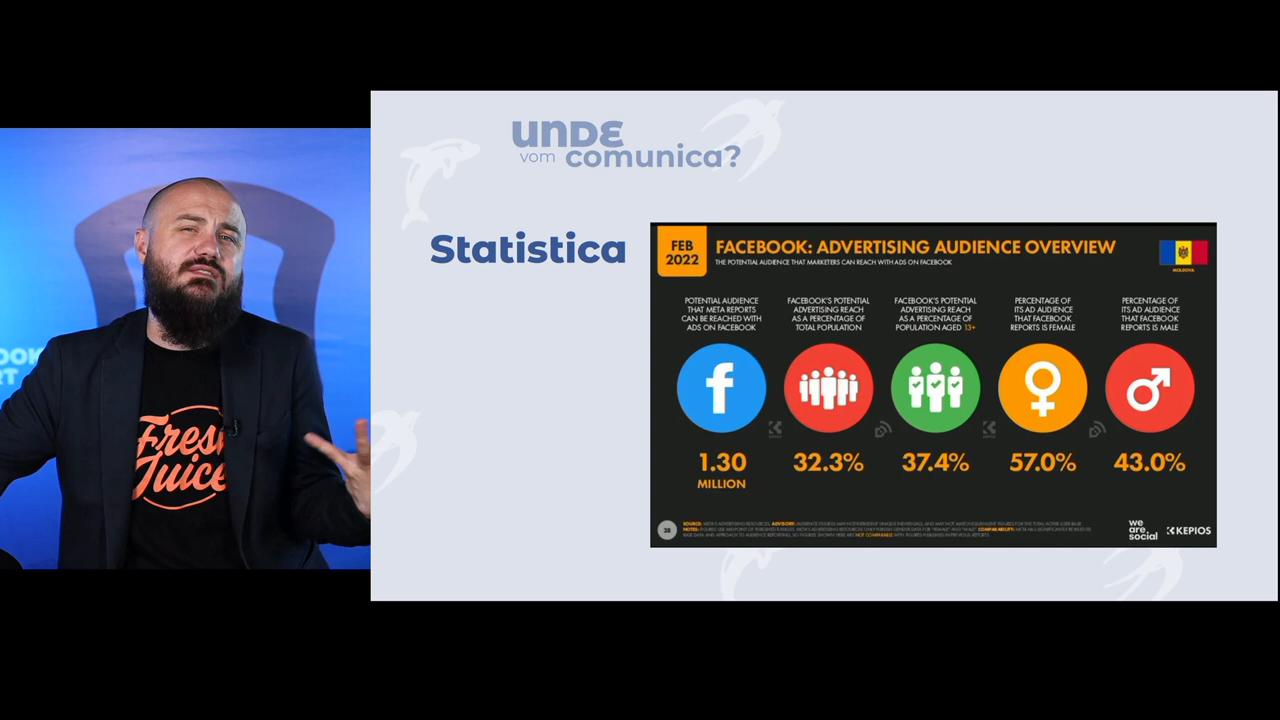 UNDE
vom comunica?
Statistica
FEB
2022
FACEBOOK: ADVERTISING AUDIENCE OVERVIEW
THE POTENTIAL AUDIENCE THAT MARKETERS CAN REACH WITH ADS ON FACEBOOK
MOLDOVA
POTENTIAL AUDIENCE
THAT META REPORTS
CAN BE REACHED WITH
ADS ON FACEBOOK
FACEBOOK'S POTENTIAL
ADVERTISING REACH
AS A PERCENTAGE OF
TOTAL POPULATION
FACEBOOK'S POTENTIAL
ADVERTISING REACH
AS A PERCENTAGE OF
POPULATION AGED 13+
PERCENTAGE OF
ITS AD AUDIENCE
THAT FACEBOOK
REPORTS IS FEMALE
PERCENTAGE OF
ITS AD AUDIENCE
THAT FACEBOOK
REPORTS IS MALE
f
1.30
MILLION
32.3%
37.4%
57.0%
43.0%
we
are.
social
KEPIOS
Fresh
Juice